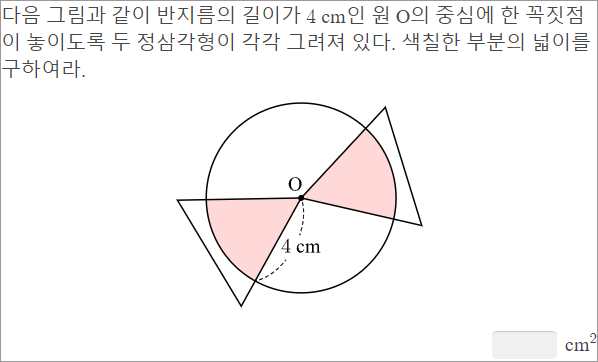 다음 그림과 같이 반지름의 길이가 4 cm인 원 O의 중심에 한 꼭짓점
이 놓이도록 두 정삼각형이 각각 그려져 있다. 색칠한 부분의 넓이를
구하여라.
O
4 cm
cm²